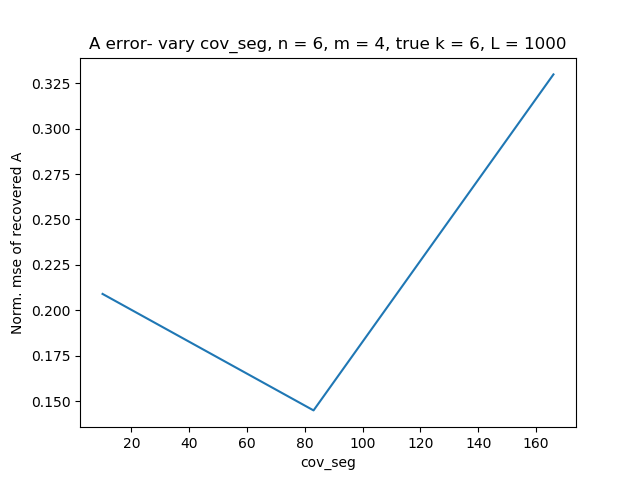 A error- vary cov_seg, n = 6, m = 4, true k = 6, L = 1000
Norm. mse of recovered A
0.325
0.300
0.275
0.250
0.225
0.200
0.175
0.150
20 40 60 80 100 120 140 160
cov_seg